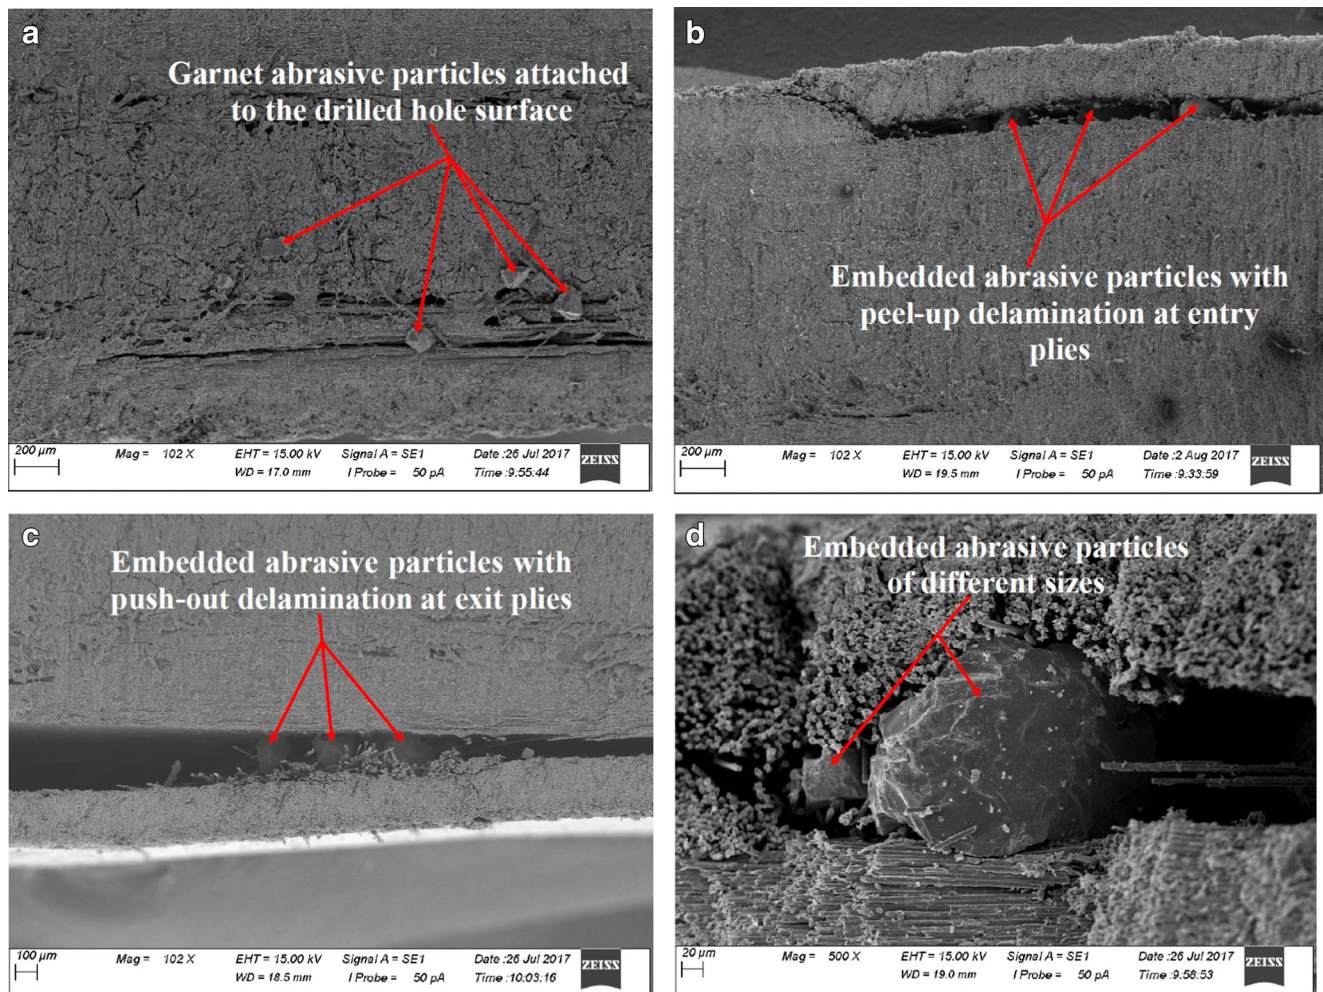 a
Garnet abrasive particles attached
to the drilled hole surface
200 µm
Mag = 102 X
EHT = 15.00 kV
WD = 17.0 mm
Signal A = SE1
I Probe = 50 pA
Date :26 Jul 2017
Time :9:55:44
ZEISS
b
Embedded abrasive particles with
peel-up delamination at entry
plies
200 µm
Mag = 102 X
EHT = 15.00 kV
WD = 19.5 mm
Signal A = SE1
I Probe = 50 pA
Date :2 Aug 2017
Time :9:33:59
ZEISS
c
Embedded abrasive particles with
push-out delamination at exit plies
100 µm
Mag = 102 X
EHT = 15.00 kV
WD = 18.5 mm
Signal A = SE1
I Probe = 50 pA
Date :26 Jul 2017
Time :10:03:16
ZEISS
d
Embedded abrasive particles
of different sizes
20 µm
Mag = 500 X
EHT = 15.00 kV
WD = 19.0 mm
Signal A = SE1
I Probe = 50 pA
Date :26 Jul 2017
Time :9:58:53
ZEISS